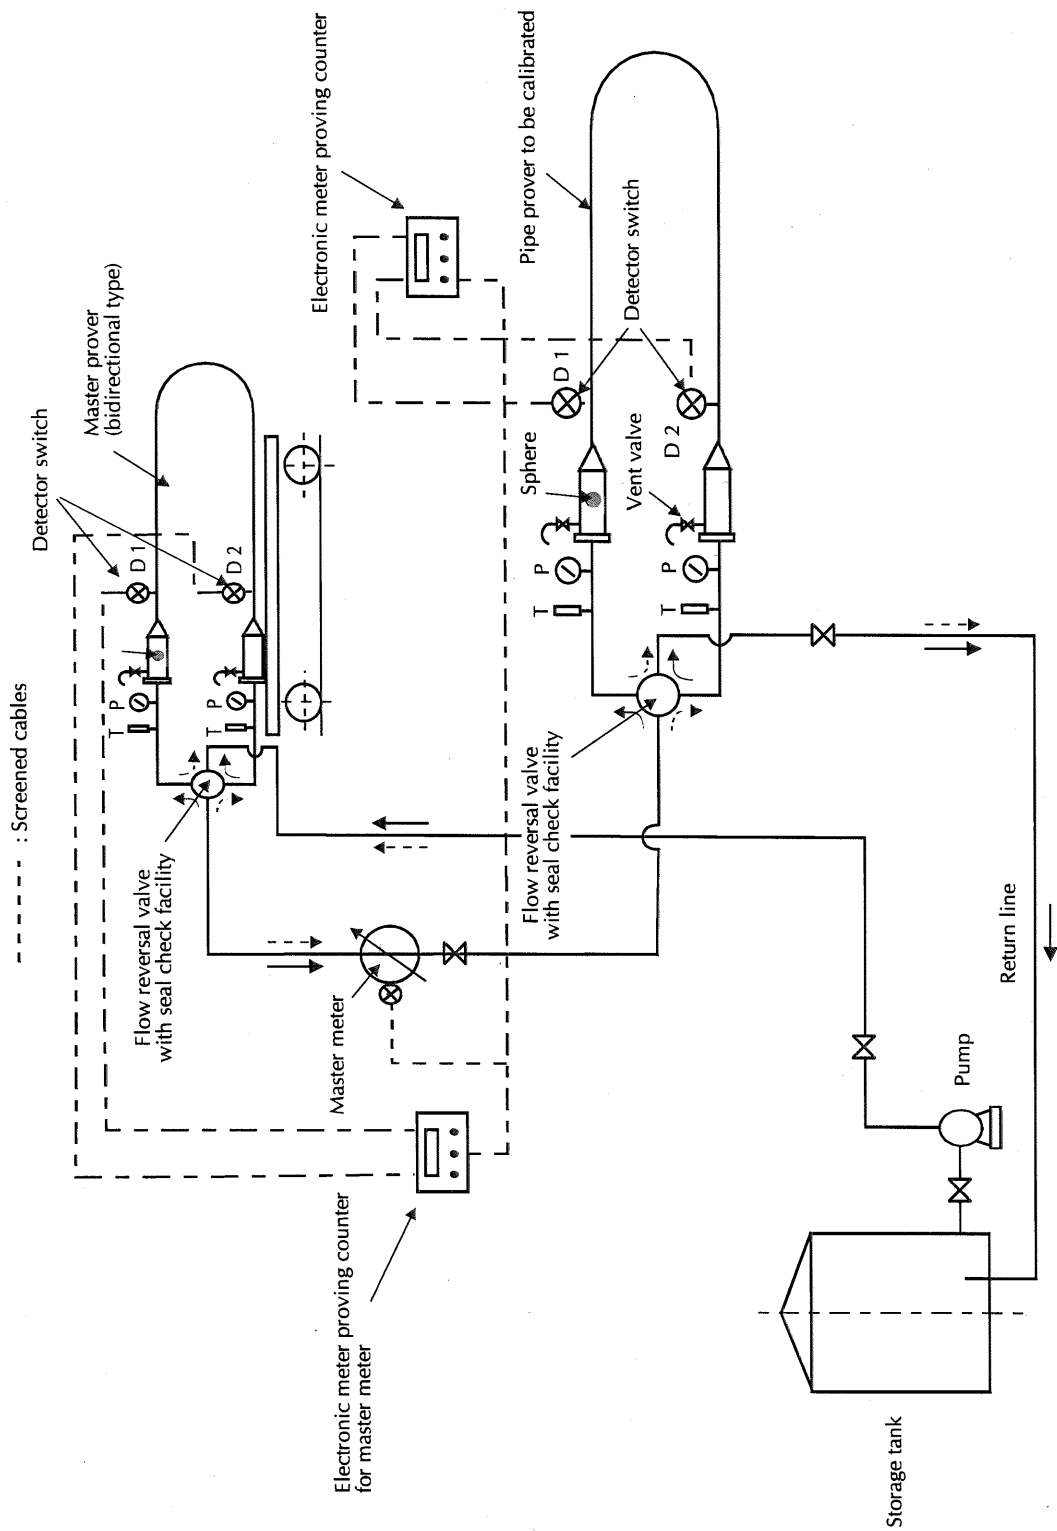 - - - - - : Screened cables
Detector switch
Master prover
(bidirectional type)
D 1
D 2
P
P
T
T
Flow reversal valve
with seal check facility
Master meter
Electronic meter proving counter
for master meter
Electronic meter proving counter
Pipe prover to be calibrated
Detector switch
D 1
D 2
Sphere
Vent valve
P
P
T
T
Flow reversal valve
with seal check facility
Return line
Pump
Storage tank